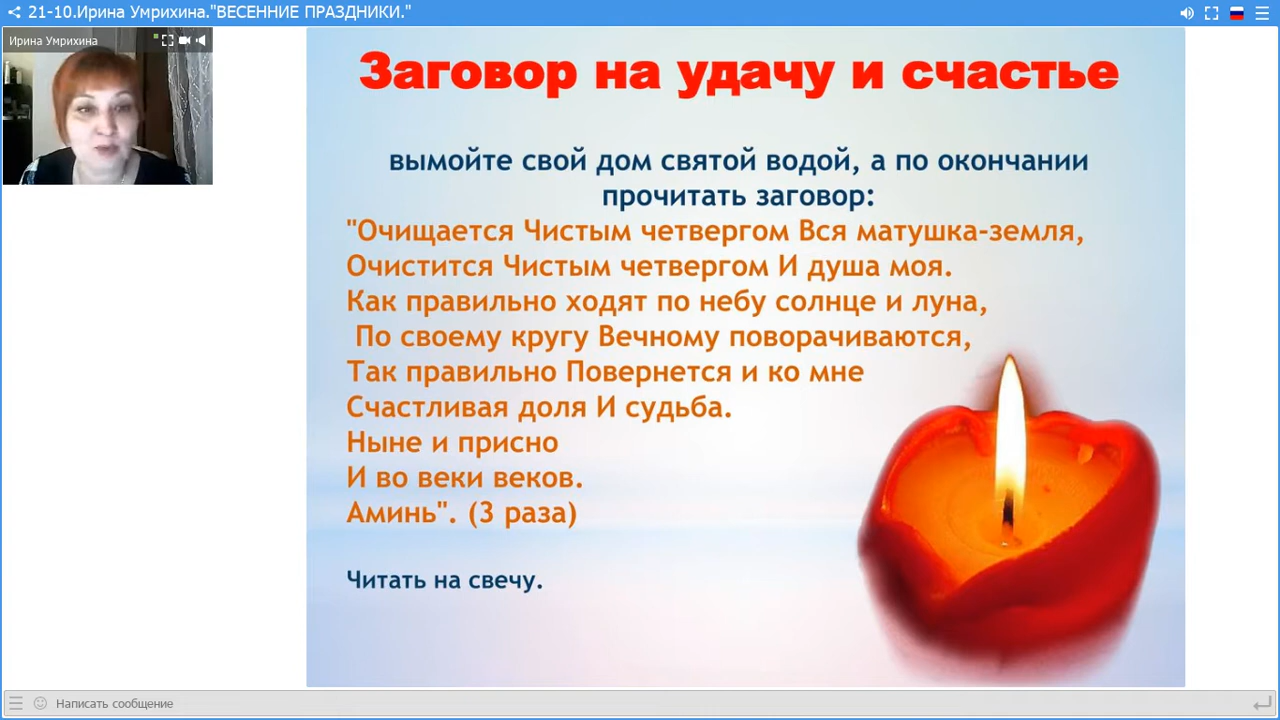 21-10.Ирина Умрихина."ВЕСЕННИЕ ПРАЗДНИКИ."
Ирина Умрихина
Заговор на удачу и счастье
вымойте свой дом святой водой, а по окончании
прочитать заговор:
"Очищается Чистым четвергом Вся матушка-земля,
Очистится Чистым четвергом И душа моя.
Как правильно ходят по небу солнце и луна,
По своему кругу Вечному поворачиваются,
Так правильно Повернется и ко мне
Счастливая доля И судьба.
Ныне и присно
И во веки веков.
Аминь". (3 раза)
Читать на свечу.
Написать сообщение